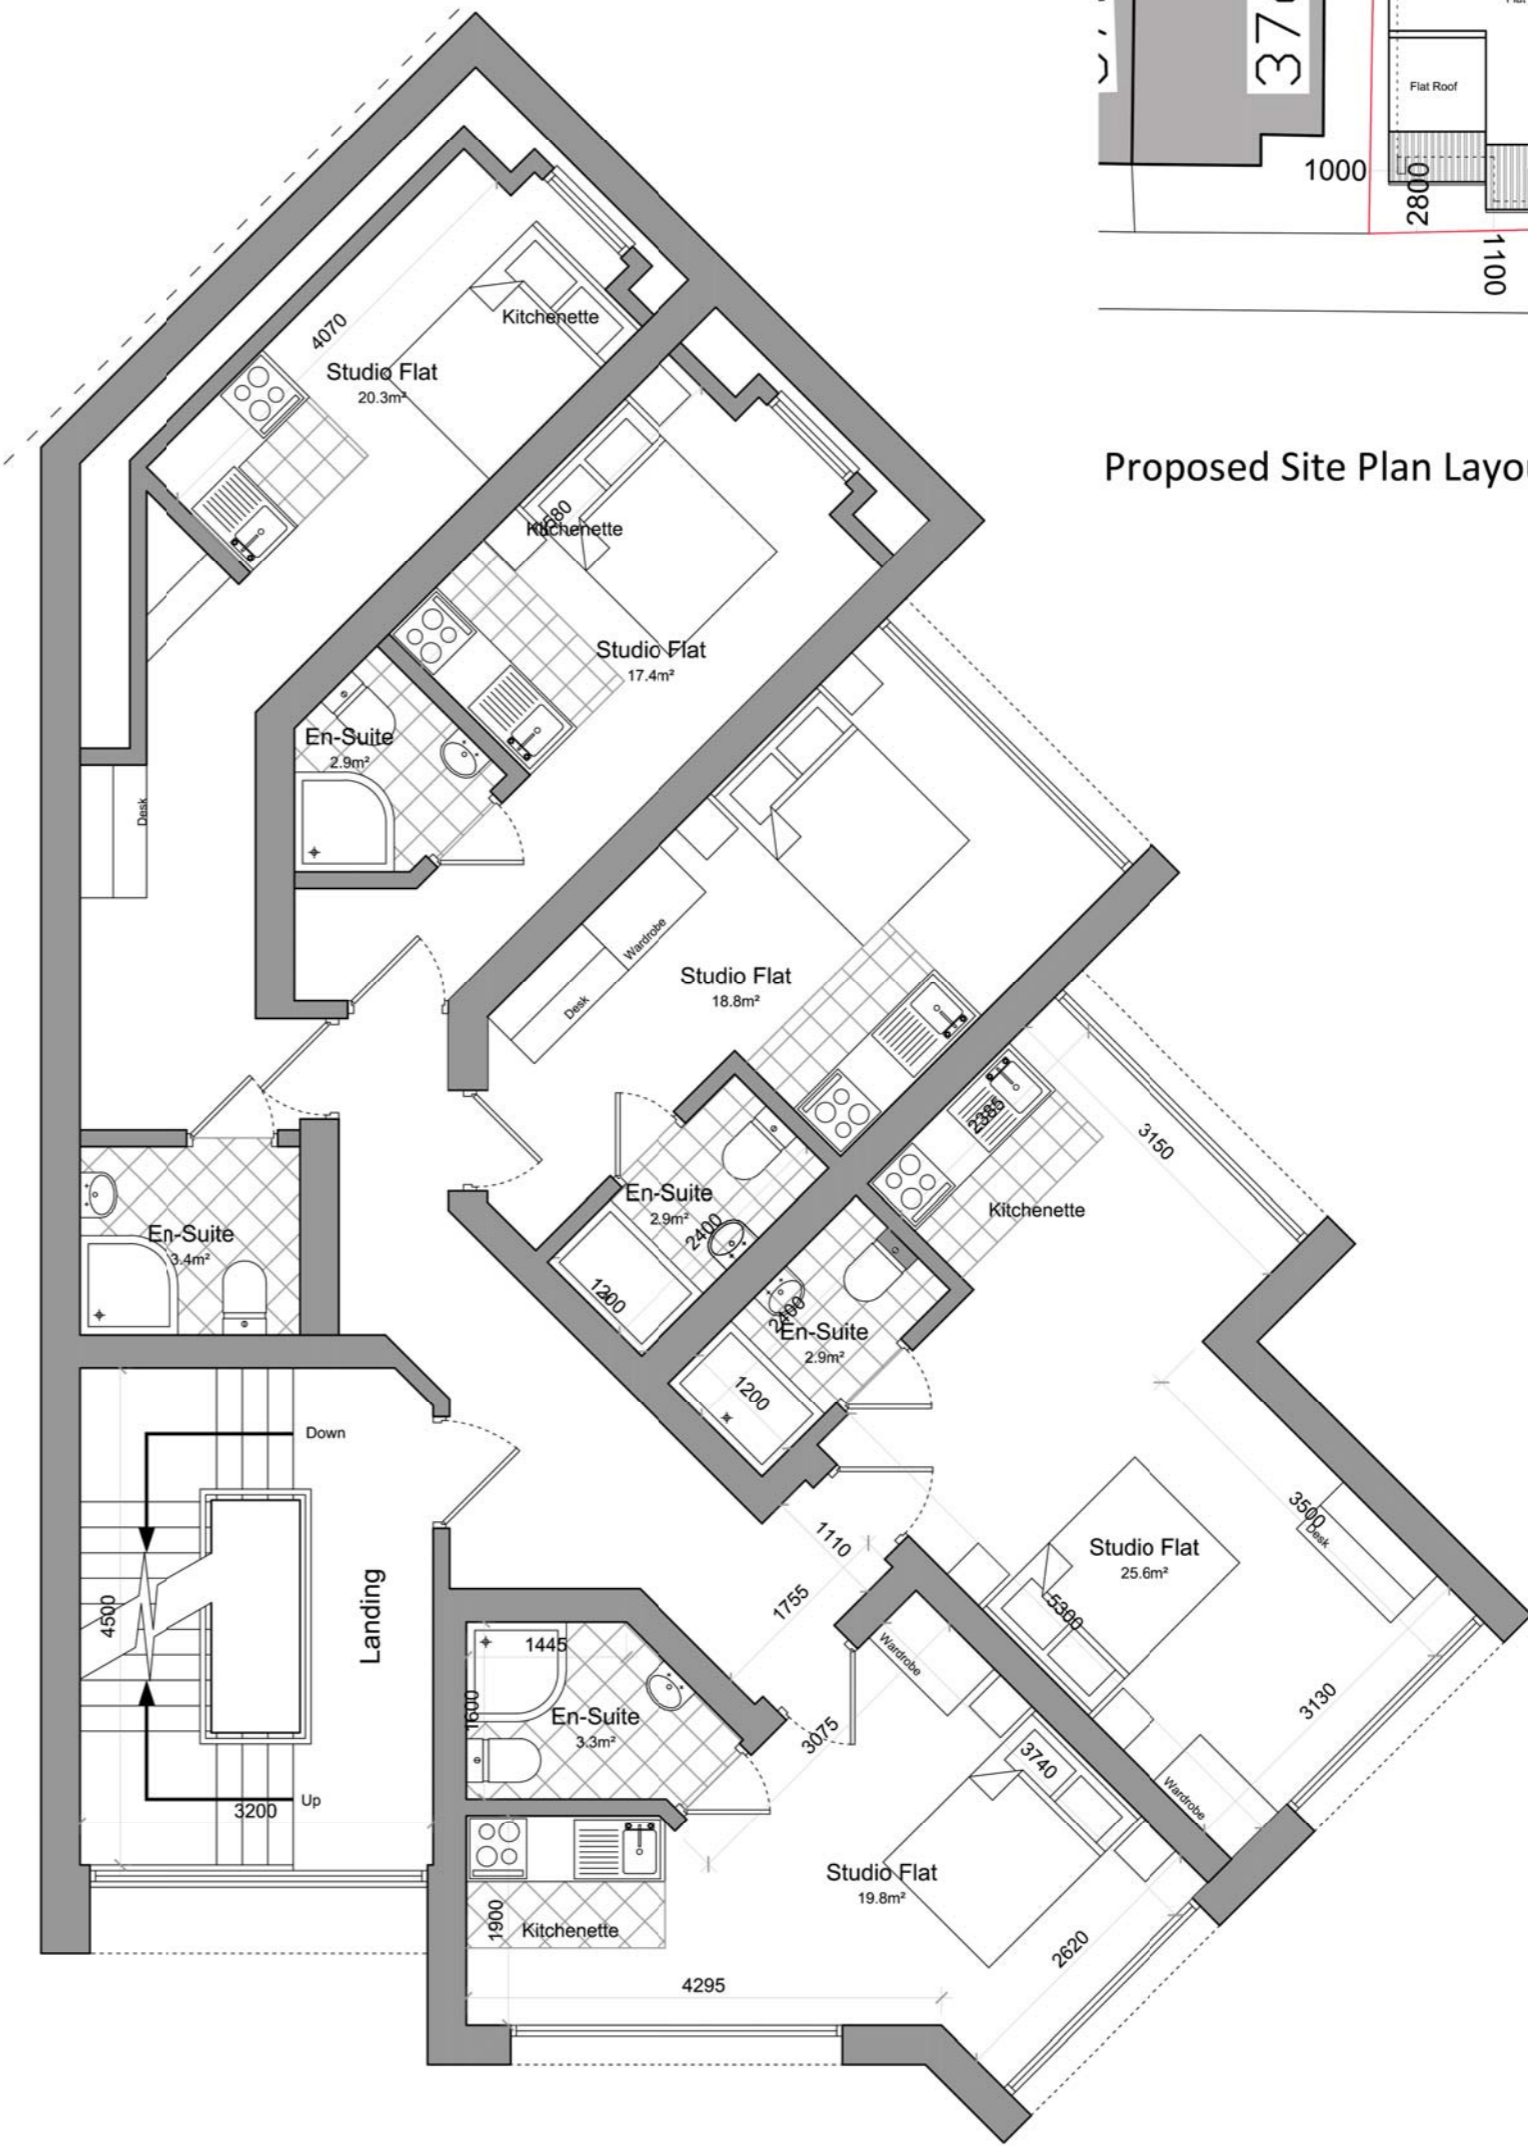 374
Flat Roof
1000
2800
1100
Proposed Site Plan Layou
Kitchenette
4070
Studio Flat
20.3m²
Kitchenette
Studio Flat
17.4m²
En-Suite
2.9m²
Desk
Wardrobe
Desk
Studio Flat
18.8m²
2385
3150
Kitchenette
En-Suite
2.9m²
2400
1200
En-Suite
3.4m²
2400
En-Suite
2.9m²
1200
Down
4500
Landing
Up
3200
1110
1755
3500
Desk
Studio Flat
25.6m²
5300
3130
Wardrobe
Wardrobe
1445
1600
En-Suite
3.3m²
3075
3740
Studio Flat
19.8m²
1900
Kitchenette
4295
2620